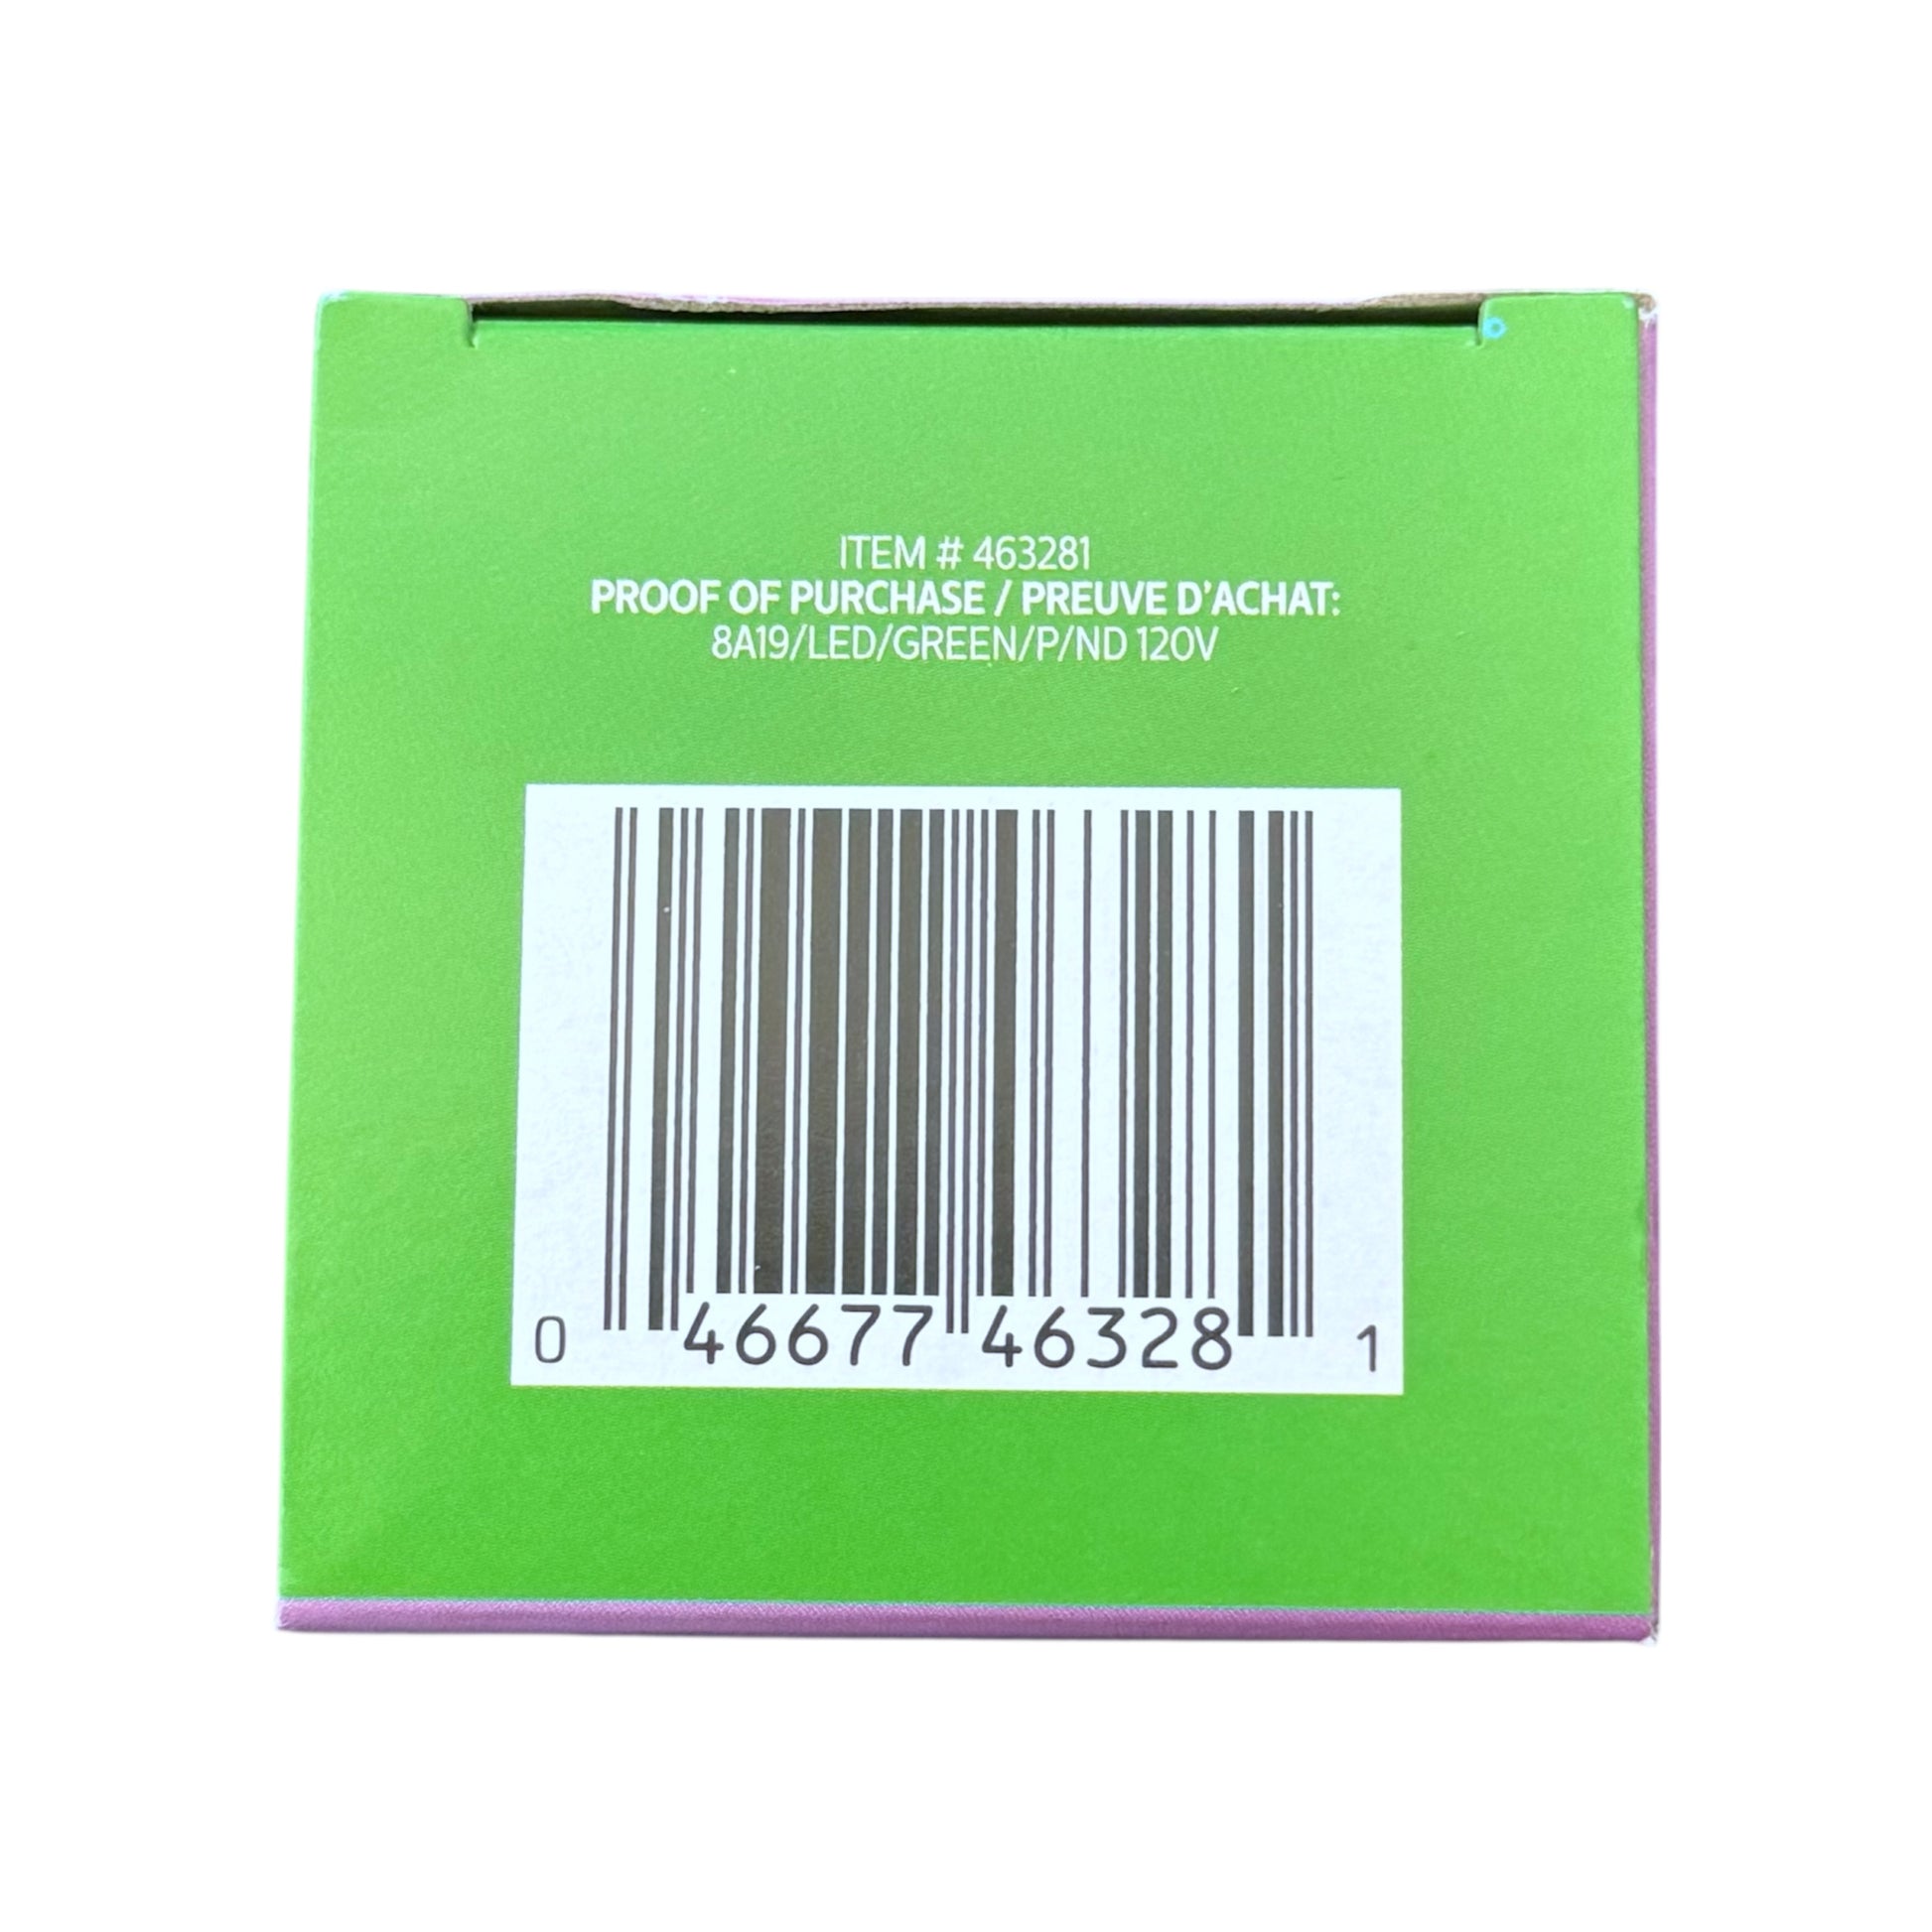 ITEM # 463281
PROOF OF PURCHASE / PREUVE D'ACHAT:
8A19/LED/GREEN/P/ND 120V
0 46677 46328 1